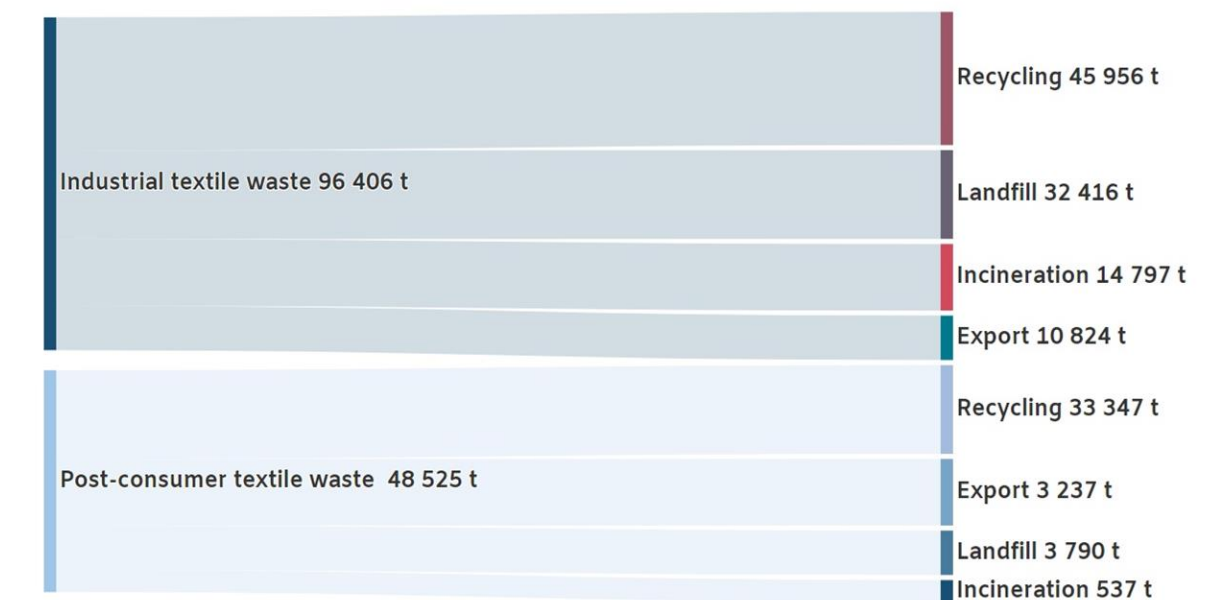 Recycling 45 956 t
Industrial textile waste 96 406 t
Landfill 32 416 t
Incineration 14 797 t
Export 10 824 t
Recycling 33 347 t
Post-consumer textile waste  48 525 t
Export 3 237 t
Landfill 3 790 t
Incineration 537 t